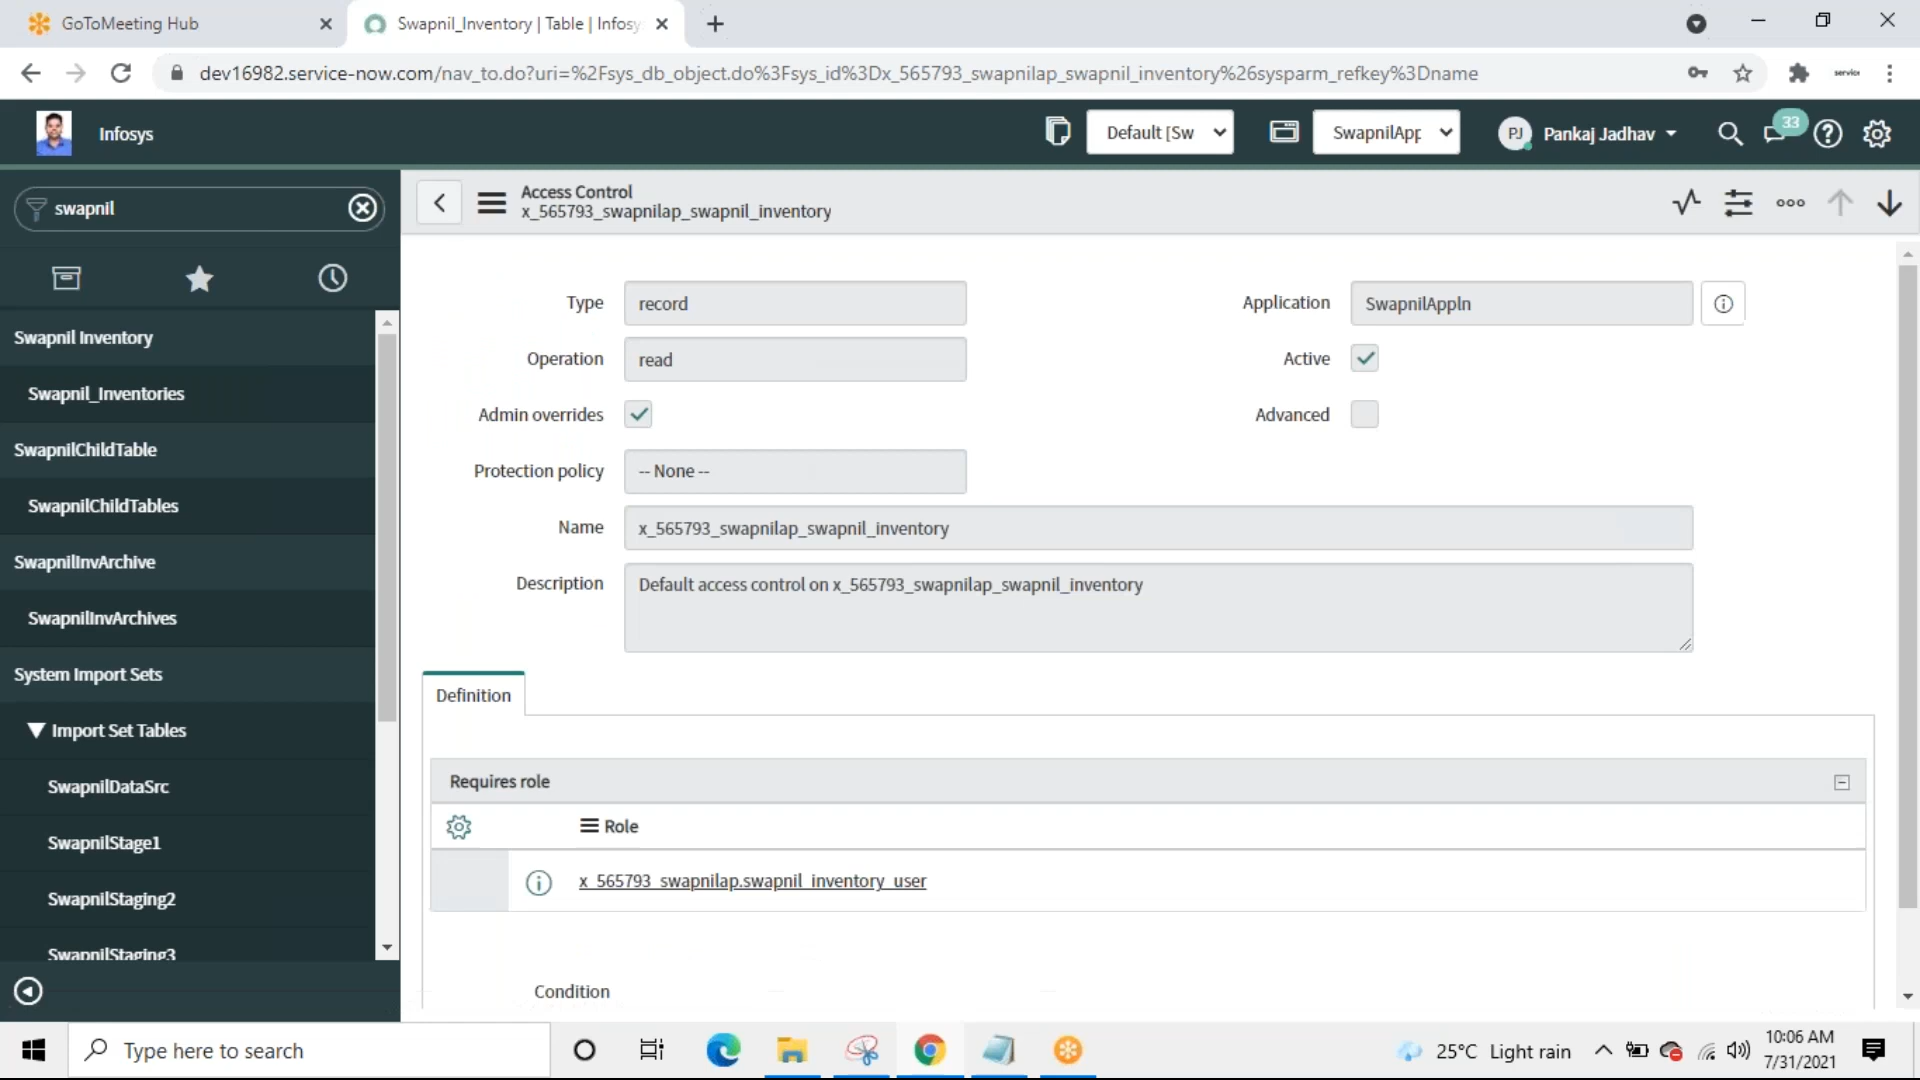 GoToMeeting Hub
Swapnil_Inventory | Table | Infosy
dev16982.service-now.com/nav_to.do?uri=%2Fsys_db_object.do%3Fsys_id%3Dx_565793_swapnilap_swapnil_inventory%26sysparm_refkey%3Dname
service
Infosys
Default [Sw
SwapnilApp
PJ
Pankaj Jadhav
33
swapnil
Access Control
x_565793_swapnilap_swapnil_inventory
Swapnil Inventory
Swapnil_Inventories
SwapnilChildTable
SwapnilChildTables
SwapnilInvArchive
SwapnilInvArchives
System Import Sets
Import Set Tables
SwapnilDataSrc
SwapnilStage1
SwapnilStaging2
SwapnilStaging3
Type
record
Application
SwapnilAppln
Operation
read
Active
Admin overrides
Advanced
Protection policy
-- None --
Name
x_565793_swapnilap_swapnil_inventory
Description
Default access control on x_565793_swapnilap_swapnil_inventory
Definition
Requires role
Role
x_565793_swapnilap.swapnil_inventory_user
Condition
Type here to search
25°C Light rain
10:06 AM
7/31/2021